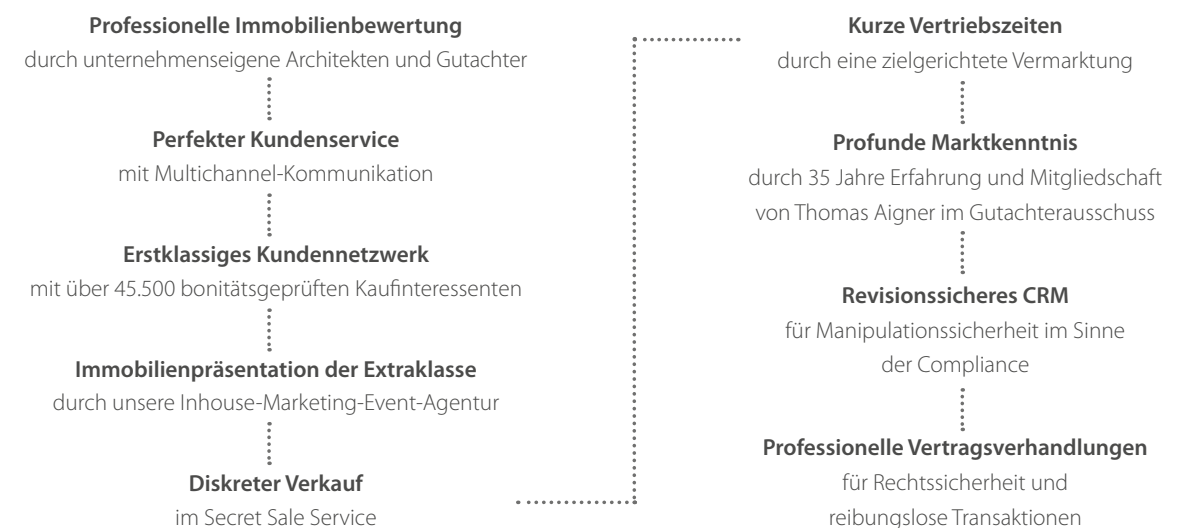 Professionelle Immobilienbewertung
durch unternehmenseigene Architekten und Gutachter
Perfekter Kundenservice
mit Multichannel-Kommunikation
Erstklassiges Kundennetzwerk
mit über 45.500 bonitätsgeprüften Kaufinteressenten
Immobilienpräsentation der Extraklasse
durch unsere Inhouse-Marketing-Event-Agentur
Diskreter Verkauf
im Secret Sale Service
Kurze Vertriebszeiten
durch eine zielgerichtete Vermarktung
Profunde Marktkenntnis
durch 35 Jahre Erfahrung und Mitgliedschaft
von Thomas Aigner im Gutachterausschuss
Revisionssicheres CRM
für Manipulationssicherheit im Sinne
der Compliance
Professionelle Vertragsverhandlungen
für Rechtssicherheit und
reibungslose Transaktionen